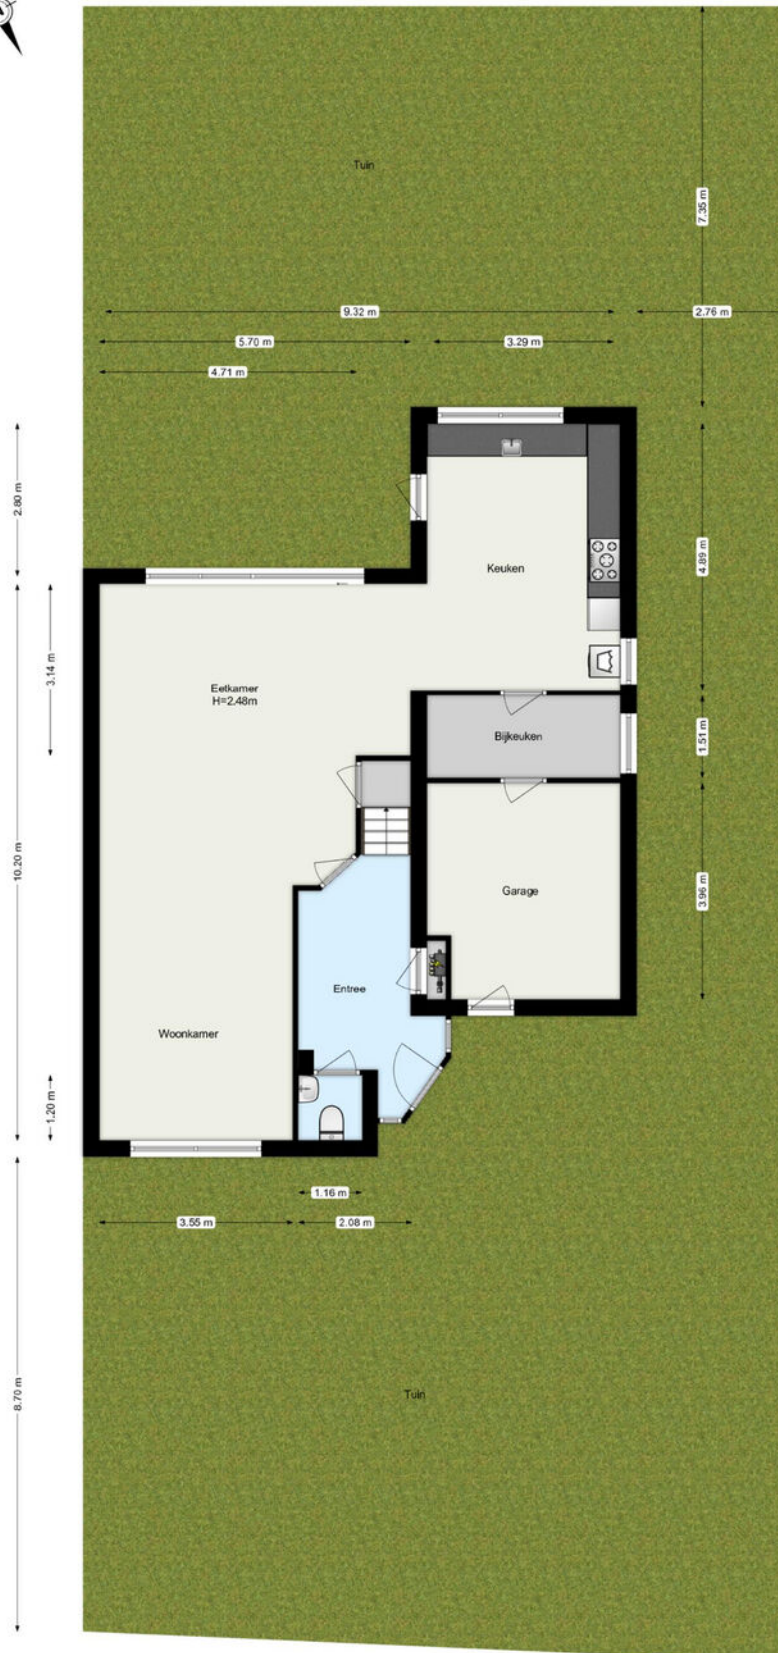 Tuin
7.35 m
9.32 m
2.76 m
5.70 m
3.29 m
4.71 m
2.80 m
4.89 m
Keuken
3.14 m
Eetkamer
H=2.48m
Bijkeuken
1.51 m
10.20 m
Garage
3.96 m
Entree
Woonkamer
1.20 m
1.16 m
3.55 m
2.08 m
8.70 m
Tuin